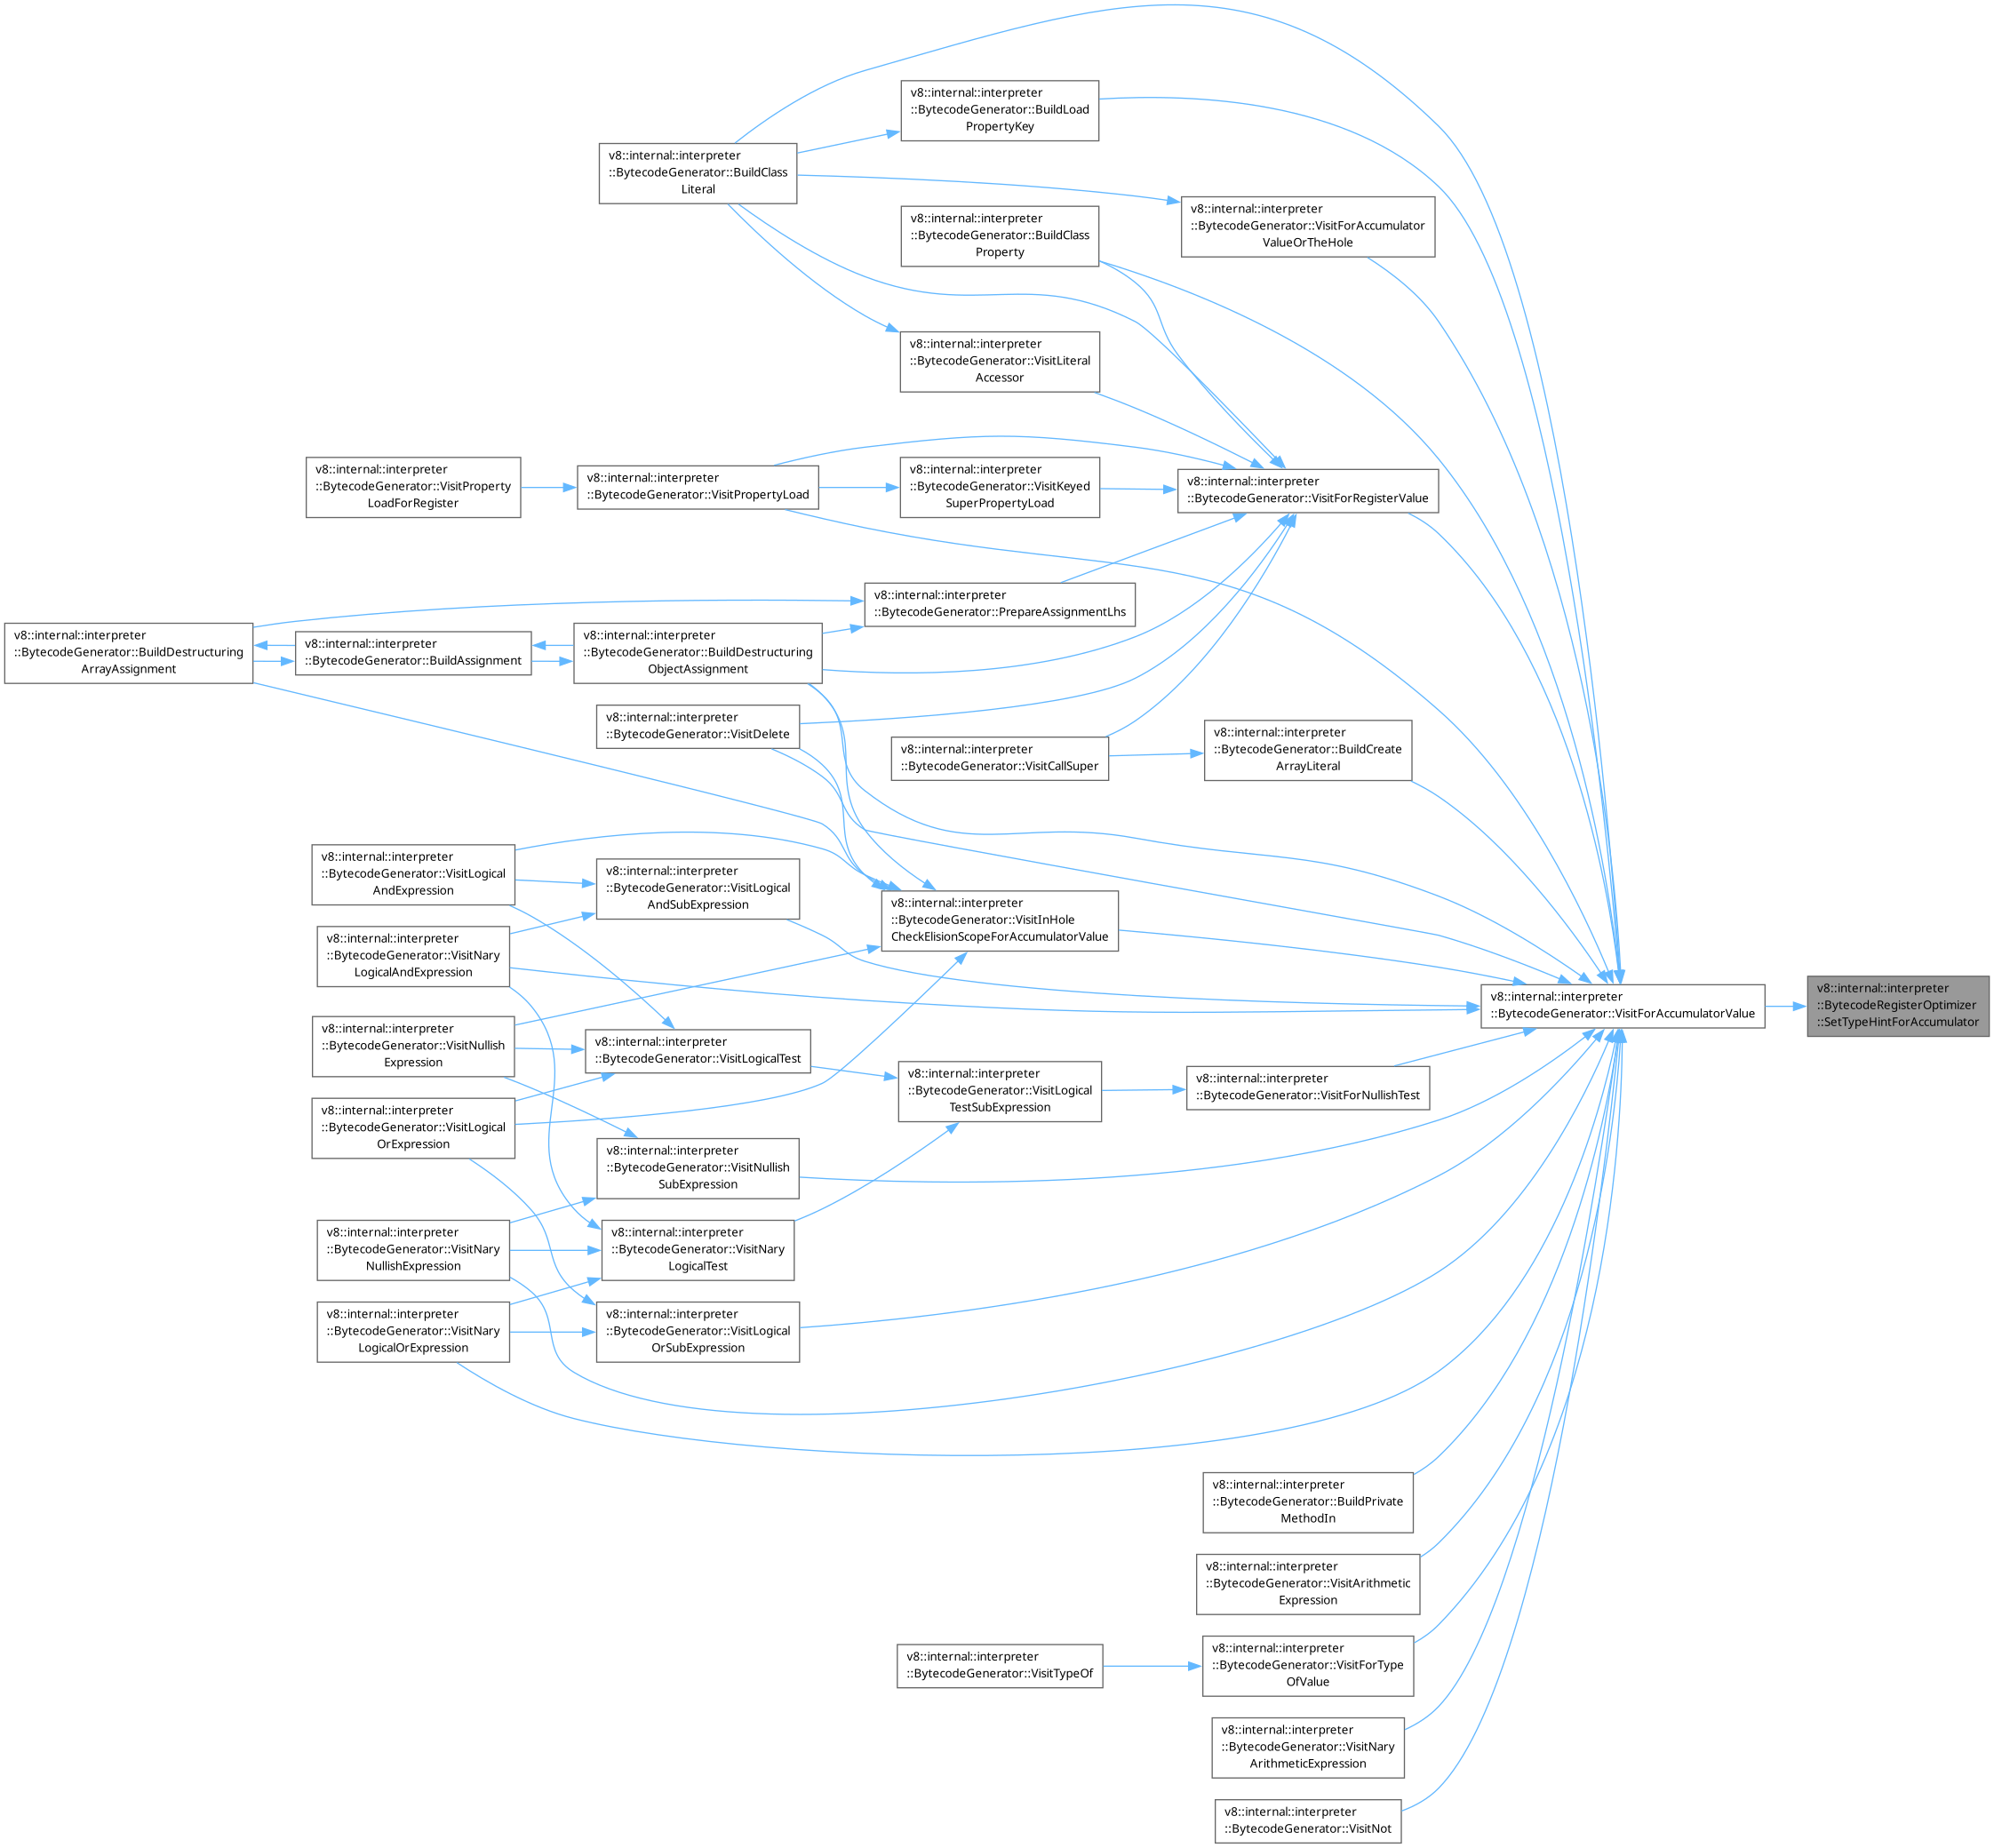 v8::internal::interpreter
::BytecodeGenerator::BuildLoad
PropertyKey
v8::internal::interpreter
::BytecodeGenerator::BuildClass
Literal
v8::internal::interpreter
::BytecodeGenerator::VisitForAccumulator
ValueOrTheHole
v8::internal::interpreter
::BytecodeGenerator::BuildClass
Property
v8::internal::interpreter
::BytecodeGenerator::VisitLiteral
Accessor
v8::internal::interpreter
::BytecodeGenerator::VisitProperty
LoadForRegister
v8::internal::interpreter
::BytecodeGenerator::VisitPropertyLoad
v8::internal::interpreter
::BytecodeGenerator::VisitKeyed
SuperPropertyLoad
v8::internal::interpreter
::BytecodeGenerator::VisitForRegisterValue
v8::internal::interpreter
::BytecodeGenerator::PrepareAssignmentLhs
v8::internal::interpreter
::BytecodeGenerator::BuildDestructuring
ArrayAssignment
v8::internal::interpreter
::BytecodeGenerator::BuildAssignment
v8::internal::interpreter
::BytecodeGenerator::BuildDestructuring
ObjectAssignment
v8::internal::interpreter
::BytecodeGenerator::VisitDelete
v8::internal::interpreter
::BytecodeGenerator::VisitCallSuper
v8::internal::interpreter
::BytecodeGenerator::BuildCreate
ArrayLiteral
v8::internal::interpreter
::BytecodeGenerator::VisitLogical
AndExpression
v8::internal::interpreter
::BytecodeGenerator::VisitLogical
AndSubExpression
v8::internal::interpreter
::BytecodeGenerator::VisitInHole
CheckElisionScopeForAccumulatorValue
v8::internal::interpreter
::BytecodeGenerator::VisitNary
LogicalAndExpression
v8::internal::interpreter
::BytecodeGenerator::VisitForAccumulatorValue
v8::internal::interpreter
::BytecodeRegisterOptimizer
::SetTypeHintForAccumulator
v8::internal::interpreter
::BytecodeGenerator::VisitNullish
Expression
v8::internal::interpreter
::BytecodeGenerator::VisitLogicalTest
v8::internal::interpreter
::BytecodeGenerator::VisitLogical
TestSubExpression
v8::internal::interpreter
::BytecodeGenerator::VisitForNullishTest
v8::internal::interpreter
::BytecodeGenerator::VisitLogical
OrExpression
v8::internal::interpreter
::BytecodeGenerator::VisitNullish
SubExpression
v8::internal::interpreter
::BytecodeGenerator::VisitNary
NullishExpression
v8::internal::interpreter
::BytecodeGenerator::VisitNary
LogicalTest
v8::internal::interpreter
::BytecodeGenerator::VisitNary
LogicalOrExpression
v8::internal::interpreter
::BytecodeGenerator::VisitLogical
OrSubExpression
v8::internal::interpreter
::BytecodeGenerator::BuildPrivate
MethodIn
v8::internal::interpreter
::BytecodeGenerator::VisitArithmetic
Expression
v8::internal::interpreter
::BytecodeGenerator::VisitTypeOf
v8::internal::interpreter
::BytecodeGenerator::VisitForType
OfValue
v8::internal::interpreter
::BytecodeGenerator::VisitNary
ArithmeticExpression
v8::internal::interpreter
::BytecodeGenerator::VisitNot